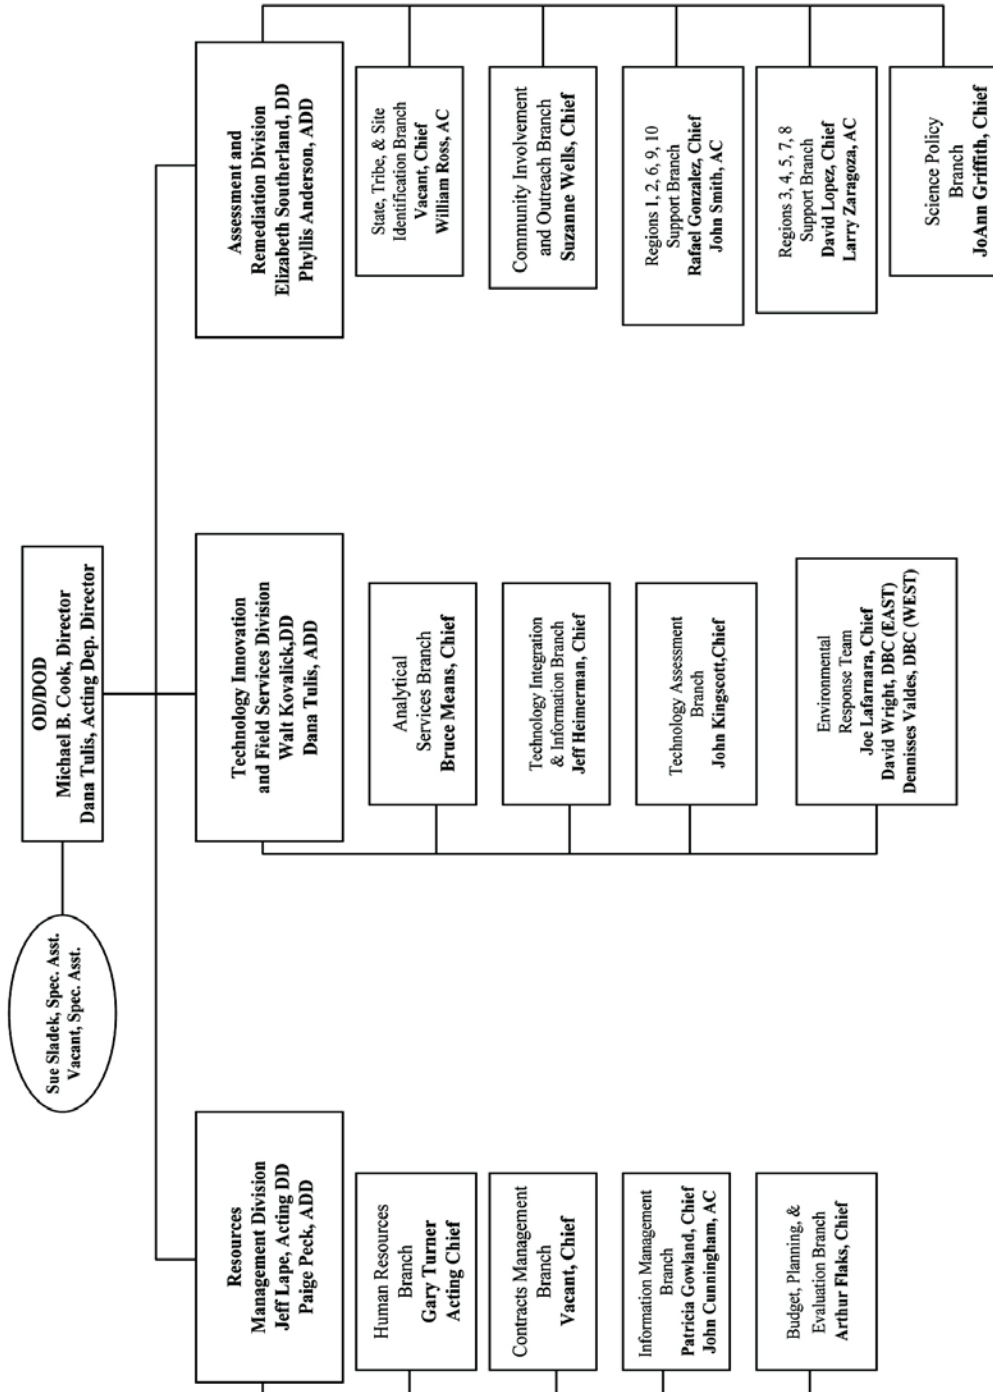 OD/DOD
Michael B. Cook, Director
Dana Tulis, Acting Dep. Director
Sue Sladek, Spec. Asst.
Vacant, Spec. Asst.
Resources
Management Division
Jeff Lape, Acting DD
Paige Peck, ADD
Human Resources
Branch
Gary Turner
Acting Chief
Contracts Management
Branch
Vacant, Chief
Information Management
Branch
Patricia Gowland, Chief
John Cunningham, AC
Budget, Planning, &
Evaluation Branch
Arthur Flaks, Chief
Technology Innovation
and Field Services Division
Walt Kovalick,DD
Dana Tulis, ADD
Analytical
Services Branch
Bruce Means, Chief
Technology Integration
& Information Branch
Jeff Heimerman, Chief
Technology Assessment
Branch
John Kingscott,Chief
Environmental
Response Team
Joe Lafarnara, Chief
David Wright, DBC (EAST)
Dennisses Valdes, DBC (WEST)
Assessment and
Remediation Division
Elizabeth Southerland, DD
Phyllis Anderson, ADD
State, Tribe, & Site
Identification Branch
Vacant, Chief
William Ross, AC
Community Involvement
and Outreach Branch
Suzanne Wells, Chief
Regions 1, 2, 6, 9, 10
Support Branch
Rafael Gonzalez, Chief
John Smith, AC
Regions 3, 4, 5, 7, 8
Support Branch
David Lopez, Chief
Larry Zaragoza, AC
Science Policy
Branch
JoAnn Griffith, Chief